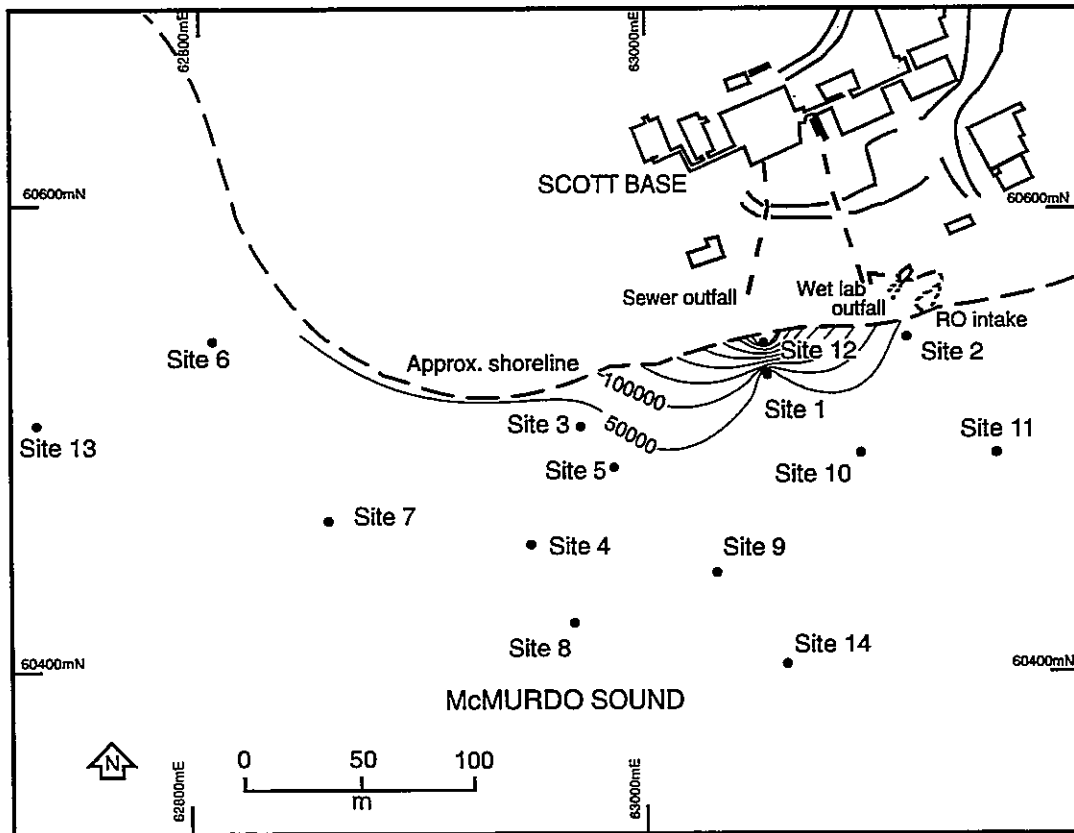 62800mE
63000mE
SCOTT BASE
60600mN
60600mN
Sewer outfall
Wet lab
outfall
RO intake
Site 6
Approx. shoreline
Site 12
Site 2
100000
Site 1
50000
Site 13
Site 3
Site 11
Site 5
Site 10
Site 7
Site 4
Site 9
Site 8
Site 14
60400mN
60400mN
McMURDO SOUND
N
0 50 100
m
62800mE
63000mE